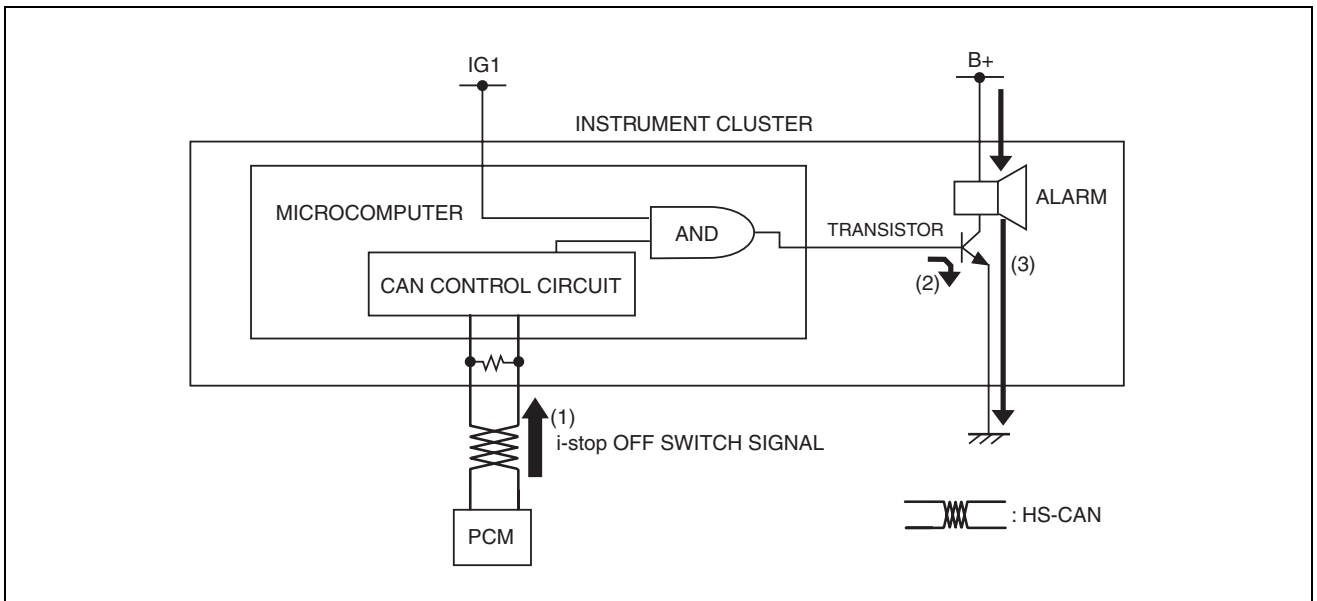 IG1
B+
INSTRUMENT CLUSTER
ALARM
MICROCOMPUTER
AND
TRANSISTOR
(2)
(3)
CAN CONTROL CIRCUIT
(1)
i-stop OFF SWITCH SIGNAL
: HS-CAN
PCM